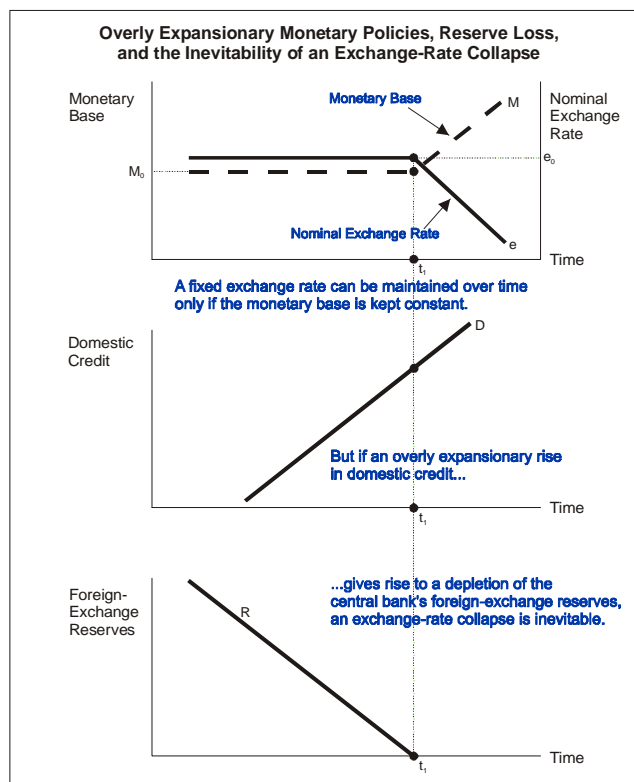 Overly Expansionary Monetary Policies, Reserve Loss,
and the Inevitability of an Exchange-Rate Collapse
Monetary
Base
Monetary Base
M
Nominal
Exchange
Rate
M₀
e₀
Nominal Exchange Rate
e
Time
t₁
A fixed exchange rate can be maintained over time
only if the monetary base is kept constant.
Domestic
Credit
D
But if an overly expansionary rise
in domestic credit...
Time
t₁
Foreign-
Exchange
Reserves
R
...gives rise to a depletion of the
central bank's foreign-exchange reserves,
an exchange-rate collapse is inevitable.
Time
t₁